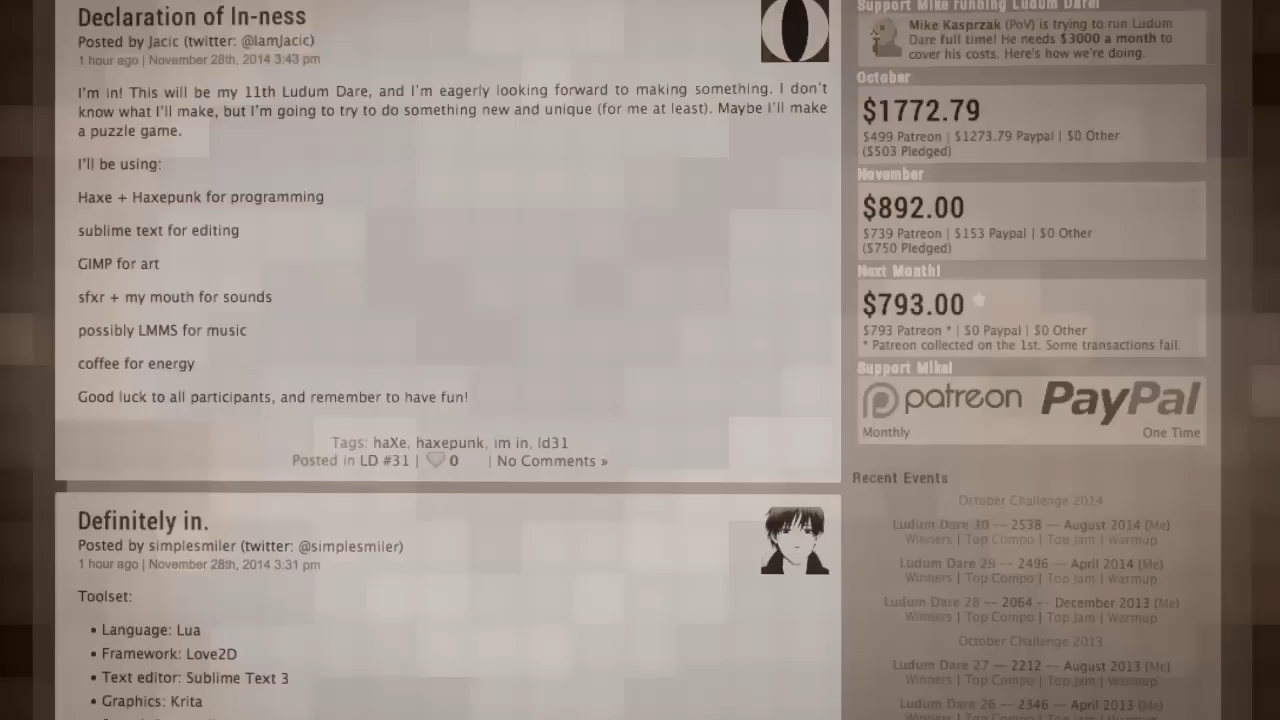 Declaration of In-ness
Posted by Jacic (twitter: @IamJacic)
1 hour ago | November 28th, 2014 3:43 pm
I'm in! This will be my 11th Ludum Dare, and I'm eagerly looking forward to making something. I don't
know what I'll make, but I'm going to try to do something new and unique (for me at least). Maybe I'll make
a puzzle game.
I'll be using:
Haxe + Haxepunk for programming
sublime text for editing
GIMP for art
sfxr + my mouth for sounds
possibly LMMS for music
coffee for energy
Good luck to all participants, and remember to have fun!
Tags: haXe, haxepunk, im in, ld31
Posted in LD #31 | 0 | No Comments »
Definitely in.
Posted by simplesmiler (twitter: @simplesmiler)
1 hour ago | November 28th, 2014 3:31 pm
Toolset:
• Language: Lua
• Framework: Love2D
• Text editor: Sublime Text 3
• Graphics: Krita
Support Mike running Ludum Dare!
Mike Kasprzak (PoV) is trying to run Ludum
Dare full time! He needs $3000 a month to
cover his costs. Here's how we're doing.
October
$1772.79
$499 Patreon | $1273.79 Paypal | $0 Other
($503 Pledged)
November
$892.00
$739 Patreon | $153 Paypal | $0 Other
($750 Pledged)
Next Month!
$793.00
$793 Patreon * | $0 Paypal | $0 Other
* Patreon collected on the 1st. Some transactions fail.
Support Mike!
patreon PayPal
Monthly One Time
Recent Events
October Challenge 2014
Ludum Dare 30 -- 2538 -- August 2014 (Me)
Winners | Top Compo | Top Jam | Warmup
Ludum Dare 29 -- 2496 -- April 2014 (Me)
Winners | Top Compo | Top Jam | Warmup
Ludum Dare 28 -- 2064 -- December 2013 (Me)
Winners | Top Compo | Top Jam | Warmup
October Challenge 2013
Ludum Dare 27 -- 2212 -- August 2013 (Me)
Winners | Top Compo | Top Jam | Warmup
Ludum Dare 26 -- 2346 -- April 2013 (Me)
Winners | Top Compo | Top Jam | Warmup